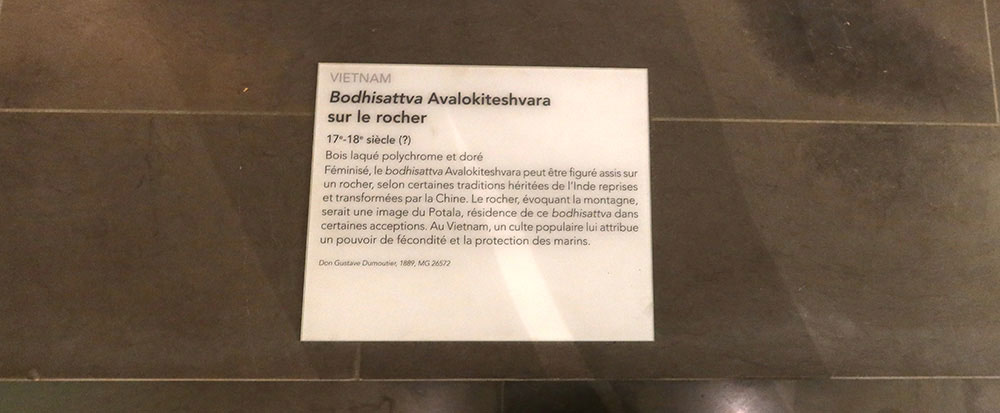 VIETNAM
Bodhisattva Avalokiteshvara
sur le rocher
17e-18e siècle (?)
Bois laqué polychrome et doré
Féminisé, le bodhisattva Avalokiteshvara peut être figuré assis sur
un rocher, selon certaines traditions héritées de l'Inde reprises
et transformées par la Chine. Le rocher, évoquant la montagne,
serait une image du Potala, résidence de ce bodhisattva dans
certaines acceptions. Au Vietnam, un culte populaire lui attribue
un pouvoir de fécondité et la protection des marins.
Don Gustave Dumoutier, 1889, MG 26572